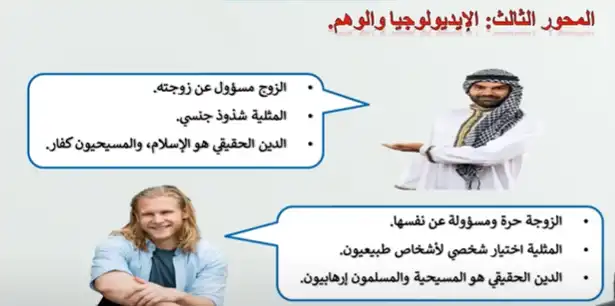 المحور الثالث: الإيديولوجيا والوهم.
• الزوج مسؤول عن زوجته.
• المثلية شذوذ جنسي.
• الدين الحقيقي هو الإسلام، والمسيحيون كفار.
• الزوجة حرة ومسؤولة عن نفسها.
• المثلية اختيار شخصي لأشخاص طبيعيون.
• الدين الحقيقي هو المسيحية والمسلمون إرهابيون.